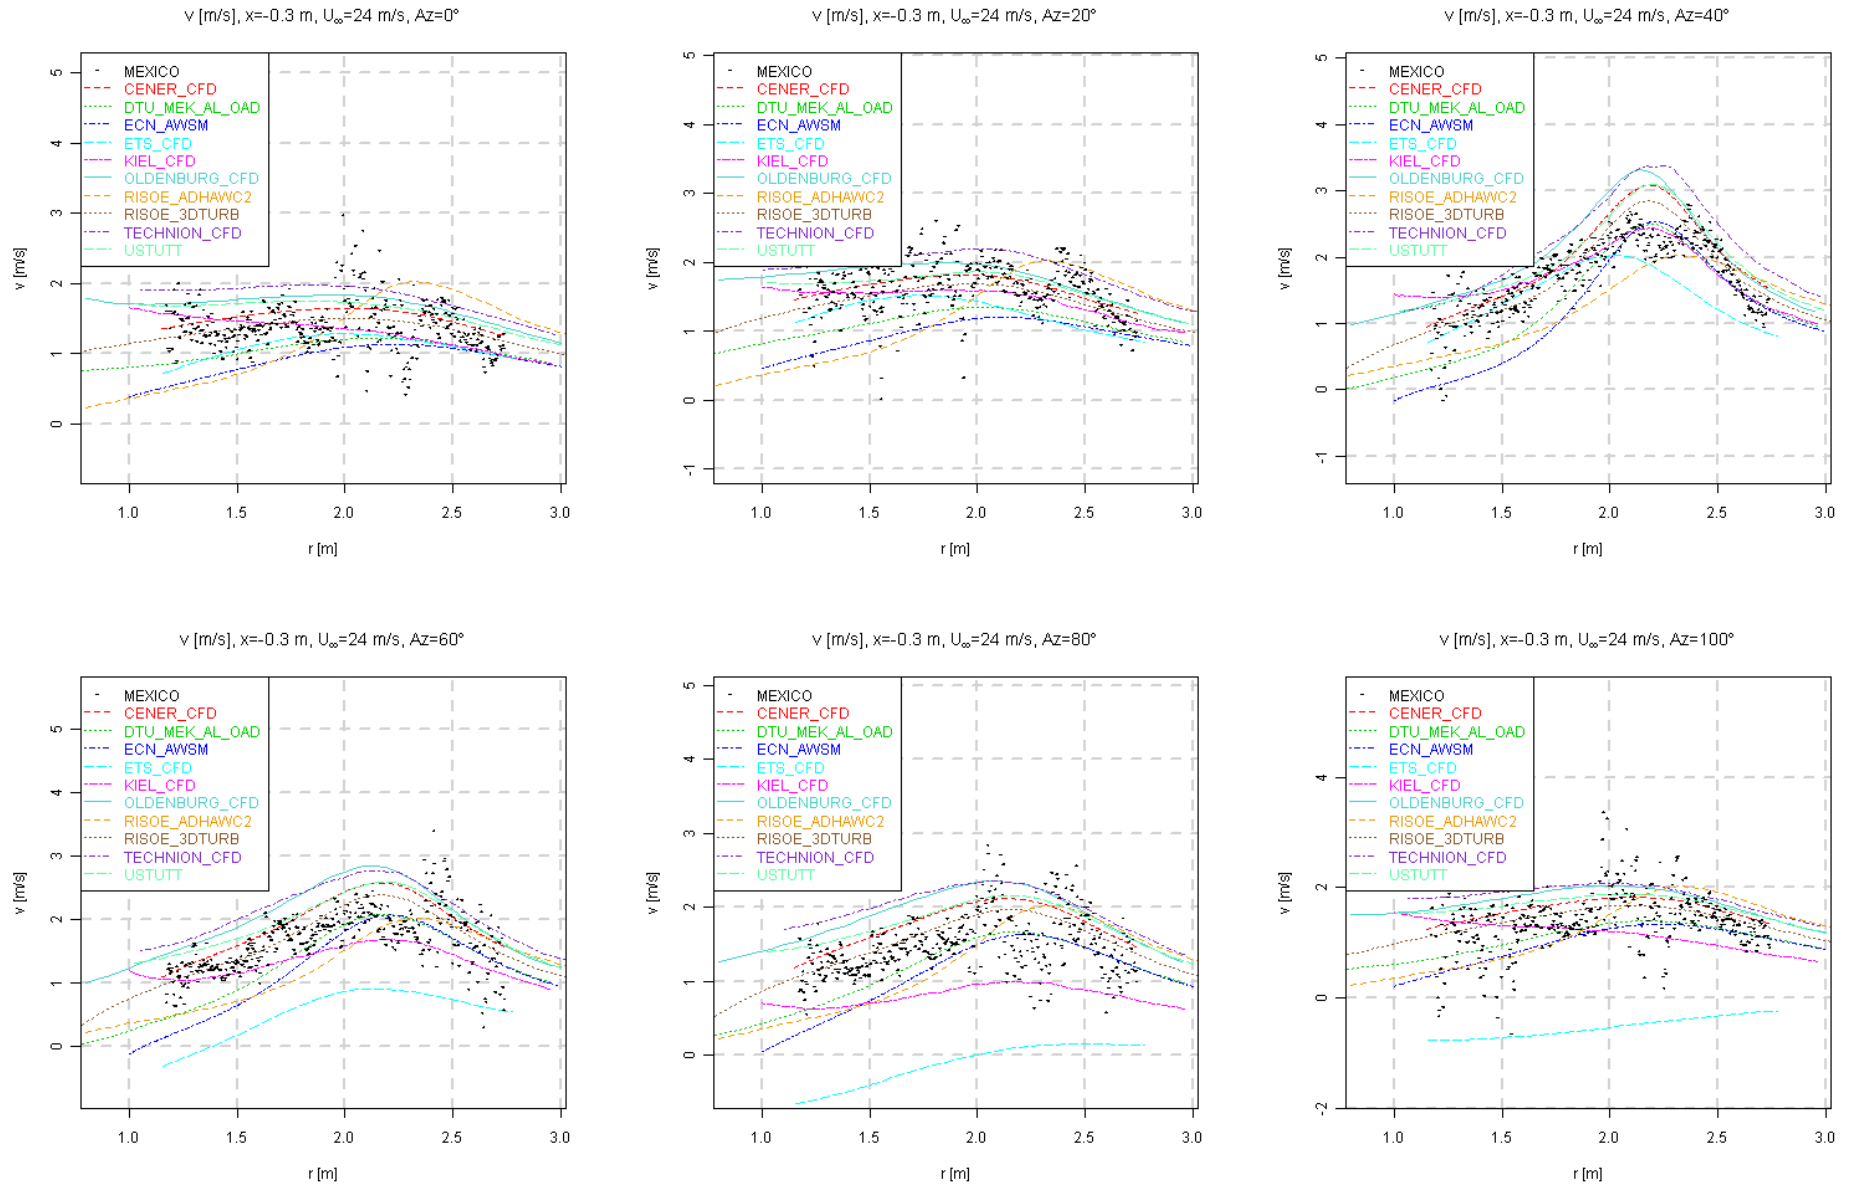 v [m/s], x=-0.3 m, U∞=24 m/s, Az=0°
v [m/s]
5
4
3
2
1
0
MEXICO
CENER_CFD
DTU_MEK_AL_OAD
ECN_AWSM
ETS_CFD
KIEL_CFD
OLDENBURG_CFD
RISOE_ADHAWC2
RISOE_3DTURB
TECHNION_CFD
USTUTT
1.0 1.5 2.0 2.5 3.0
r [m]
v [m/s], x=-0.3 m, U∞=24 m/s, Az=20°
v [m/s]
5
4
3
2
1
0
-1
MEXICO
CENER_CFD
DTU_MEK_AL_OAD
ECN_AWSM
ETS_CFD
KIEL_CFD
OLDENBURG_CFD
RISOE_ADHAWC2
RISOE_3DTURB
TECHNION_CFD
USTUTT
1.0 1.5 2.0 2.5 3.0
r [m]
v [m/s], x=-0.3 m, U∞=24 m/s, Az=40°
v [m/s]
5
4
3
2
1
0
-1
MEXICO
CENER_CFD
DTU_MEK_AL_OAD
ECN_AWSM
ETS_CFD
KIEL_CFD
OLDENBURG_CFD
RISOE_ADHAWC2
RISOE_3DTURB
TECHNION_CFD
USTUTT
1.0 1.5 2.0 2.5 3.0
r [m]
v [m/s], x=-0.3 m, U∞=24 m/s, Az=60°
v [m/s]
5
4
3
2
1
0
MEXICO
CENER_CFD
DTU_MEK_AL_OAD
ECN_AWSM
ETS_CFD
KIEL_CFD
OLDENBURG_CFD
RISOE_ADHAWC2
RISOE_3DTURB
TECHNION_CFD
USTUTT
1.0 1.5 2.0 2.5 3.0
r [m]
v [m/s], x=-0.3 m, U∞=24 m/s, Az=80°
v [m/s]
5
4
3
2
1
0
MEXICO
CENER_CFD
DTU_MEK_AL_OAD
ECN_AWSM
ETS_CFD
KIEL_CFD
OLDENBURG_CFD
RISOE_ADHAWC2
RISOE_3DTURB
TECHNION_CFD
USTUTT
1.0 1.5 2.0 2.5 3.0
r [m]
v [m/s], x=-0.3 m, U∞=24 m/s, Az=100°
v [m/s]
4
2
0
-2
MEXICO
CENER_CFD
DTU_MEK_AL_OAD
ECN_AWSM
ETS_CFD
KIEL_CFD
OLDENBURG_CFD
RISOE_ADHAWC2
RISOE_3DTURB
TECHNION_CFD
USTUTT
1.0 1.5 2.0 2.5 3.0
r [m]